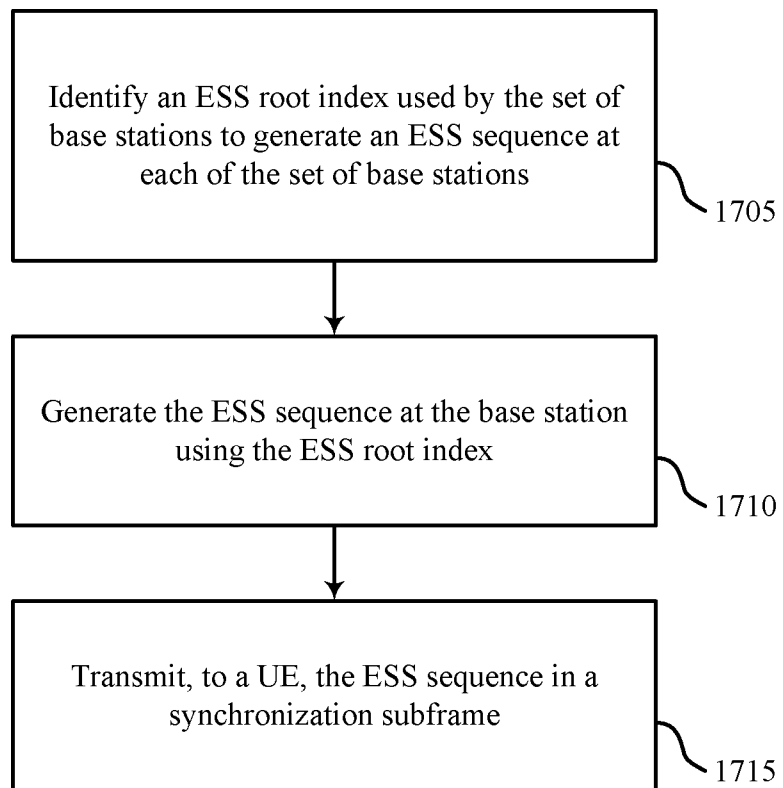 Identify an ESS root index used by the set of
base stations to generate an ESS sequence at
each of the set of base stations
1705
Generate the ESS sequence at the base station
using the ESS root index
1710
Transmit, to a UE, the ESS sequence in a
synchronization subframe
1715